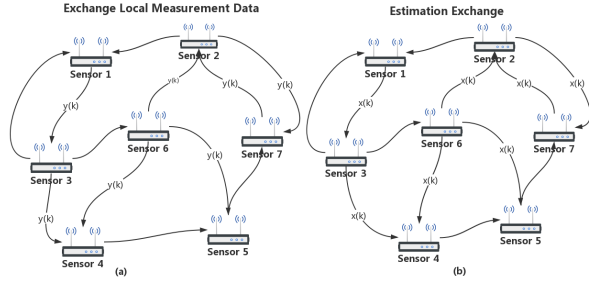 Exchange Local Measurement Data
Sensor 2
Sensor 1
y(k)
y(k)
y(k)
y(k)
y(k)
Sensor 6
Sensor 7
Sensor 3
y(k)
y(k)
y(k)
Sensor 4
Sensor 5
(a)
Estimation Exchange
Sensor 2
Sensor 1
x(k)
x(k)
x(k)
x(k)
Sensor 6
Sensor 7
Sensor 3
x(k)
x(k)
x(k)
Sensor 4
Sensor 5
(b)